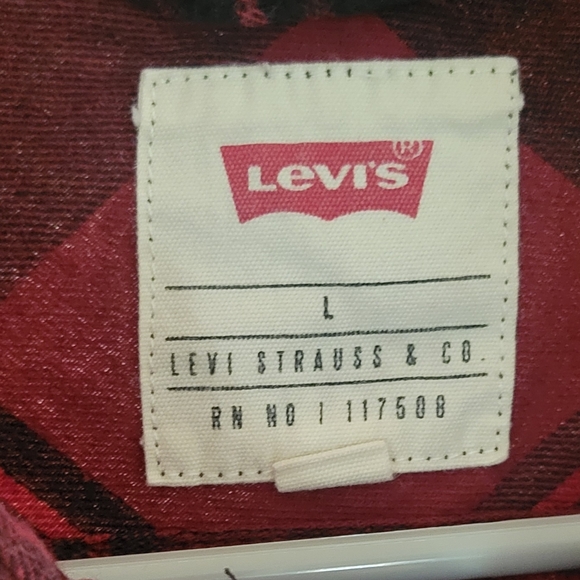 Levi's®
L
LEVI STRAUSS & CO.
RN NO | 117508